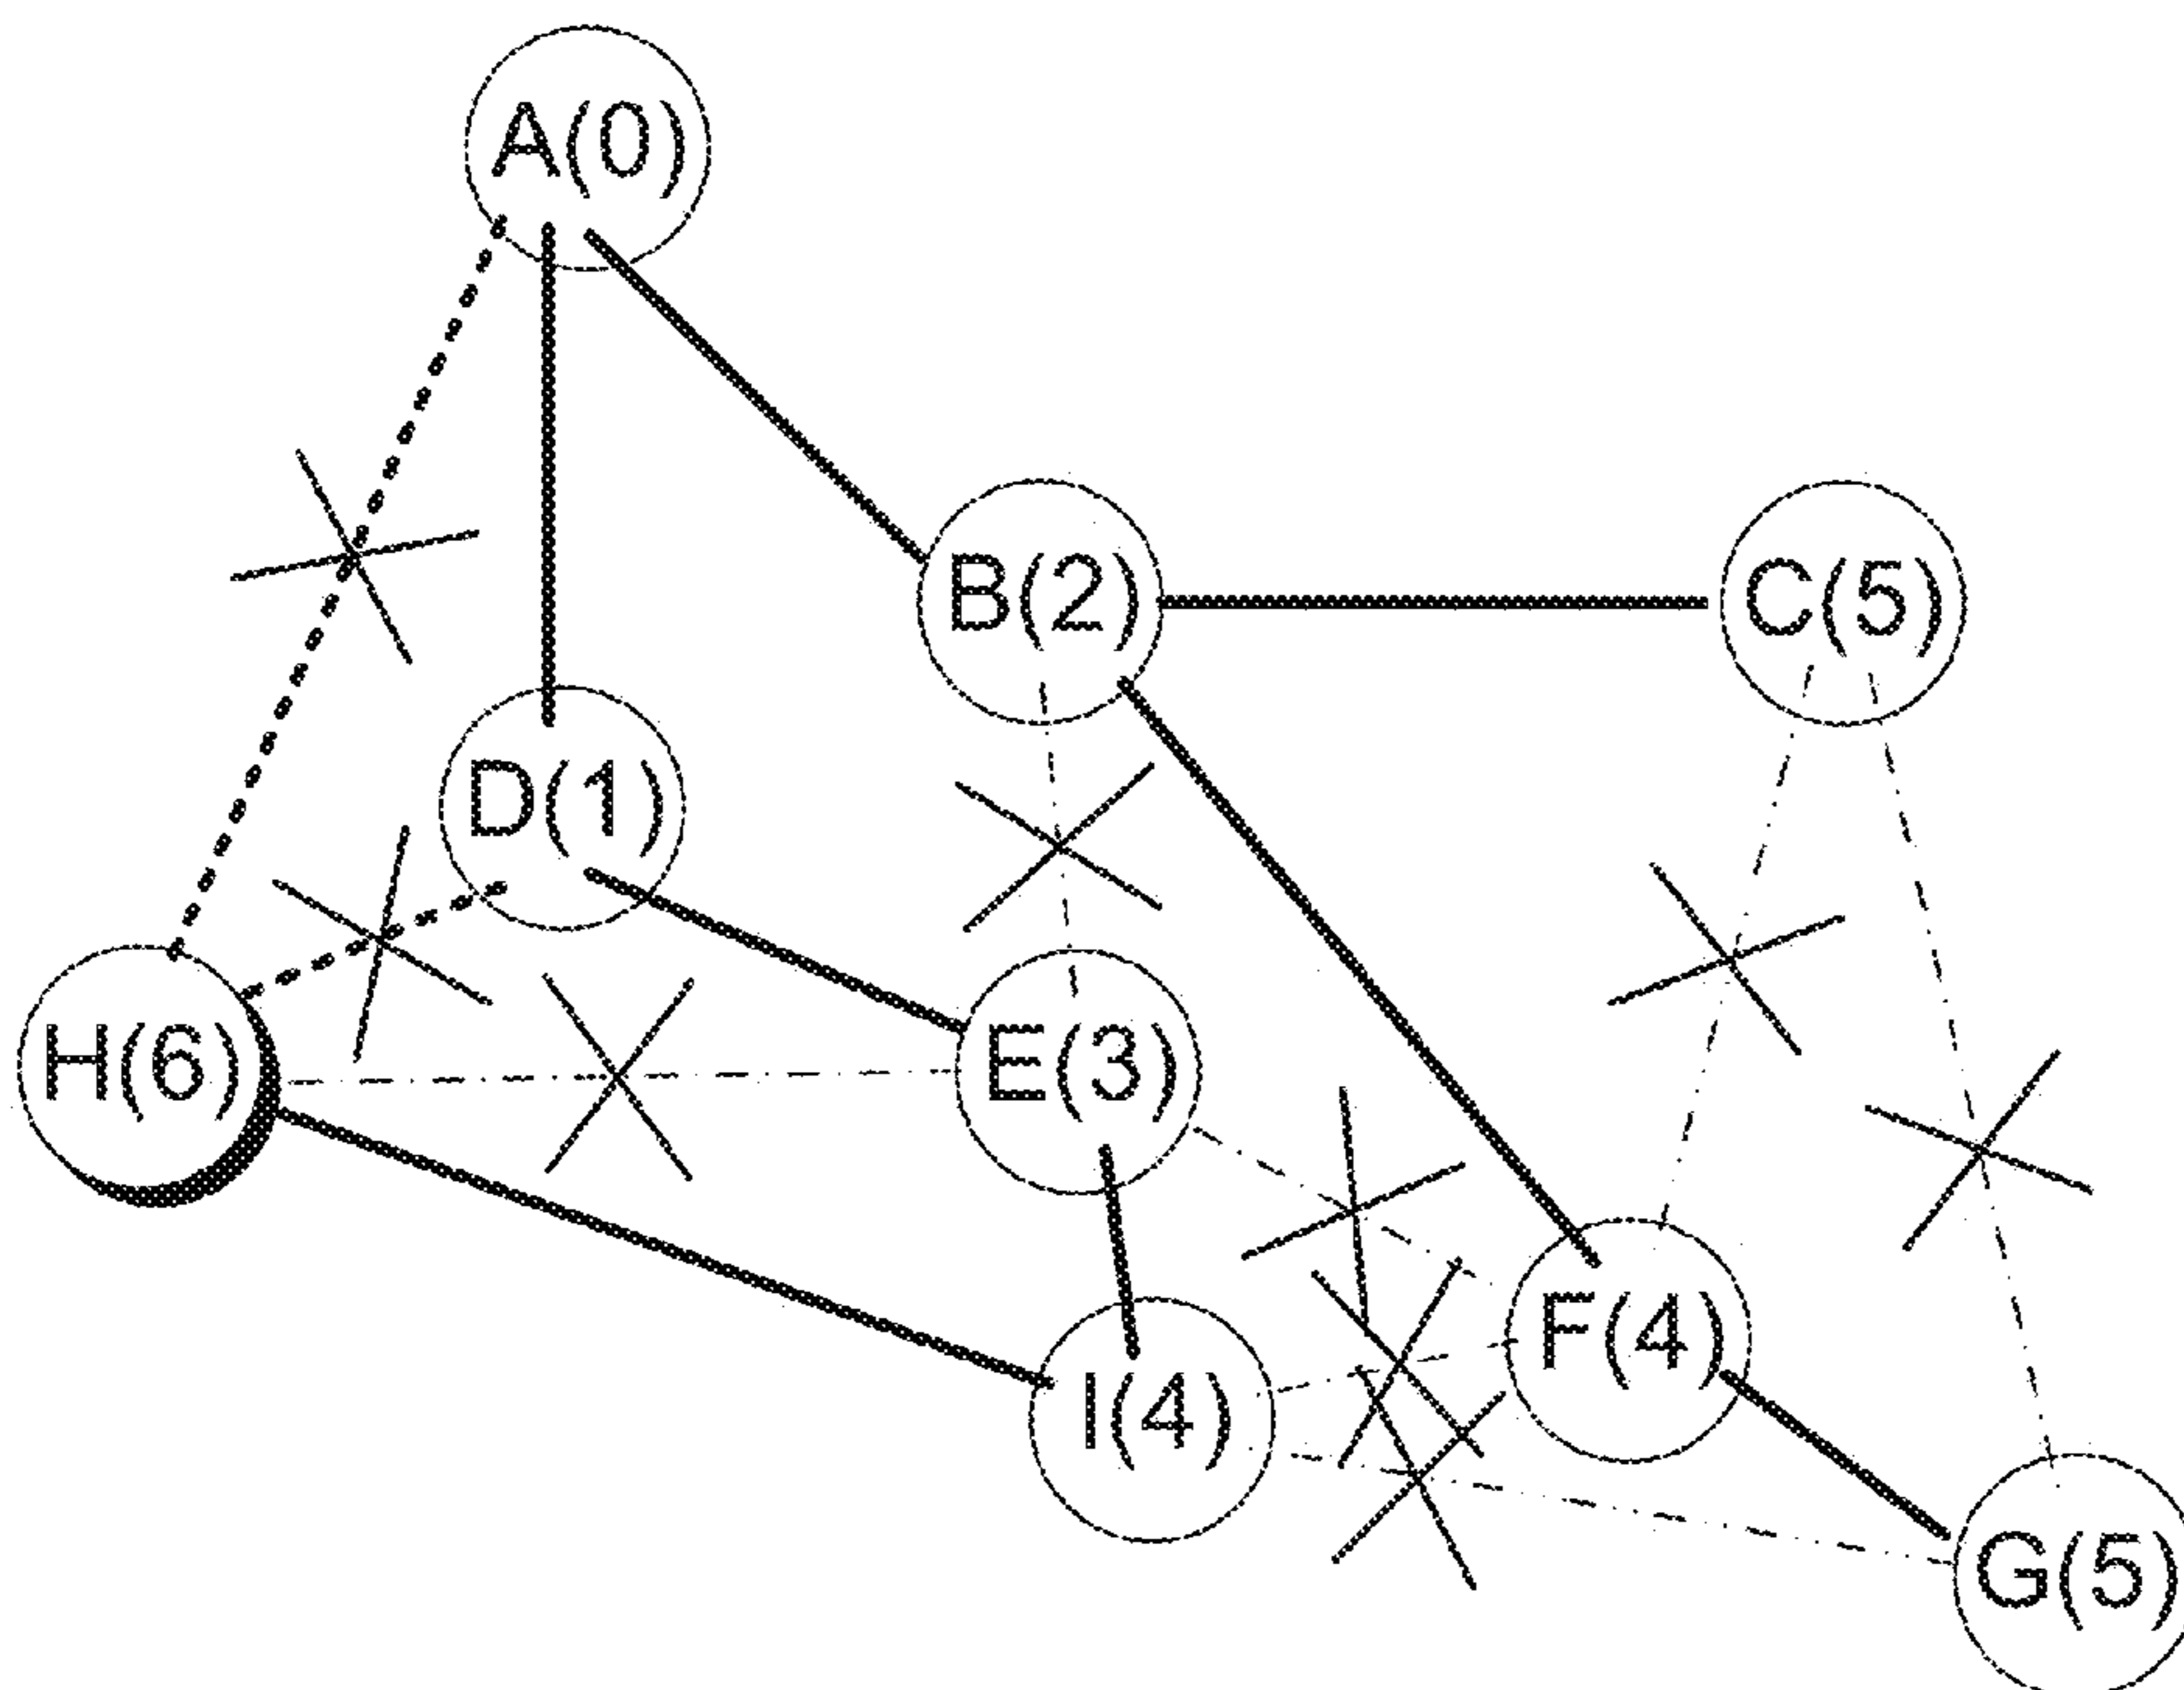 A(0)
B(2)
C(5)
D(1)
H(6)
E(3)
F(4)
I(4)
G(5)